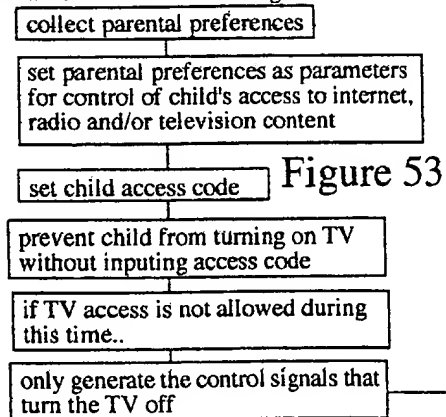 collect parental preferences
set parental preferences as parameters
for control of child's access to internet,
radio and/or television content
set child access code
Figure 53
prevent child from turning on TV
without inputing access code
if TV access is not allowed during
this time..
only generate the control signals that
turn the TV off